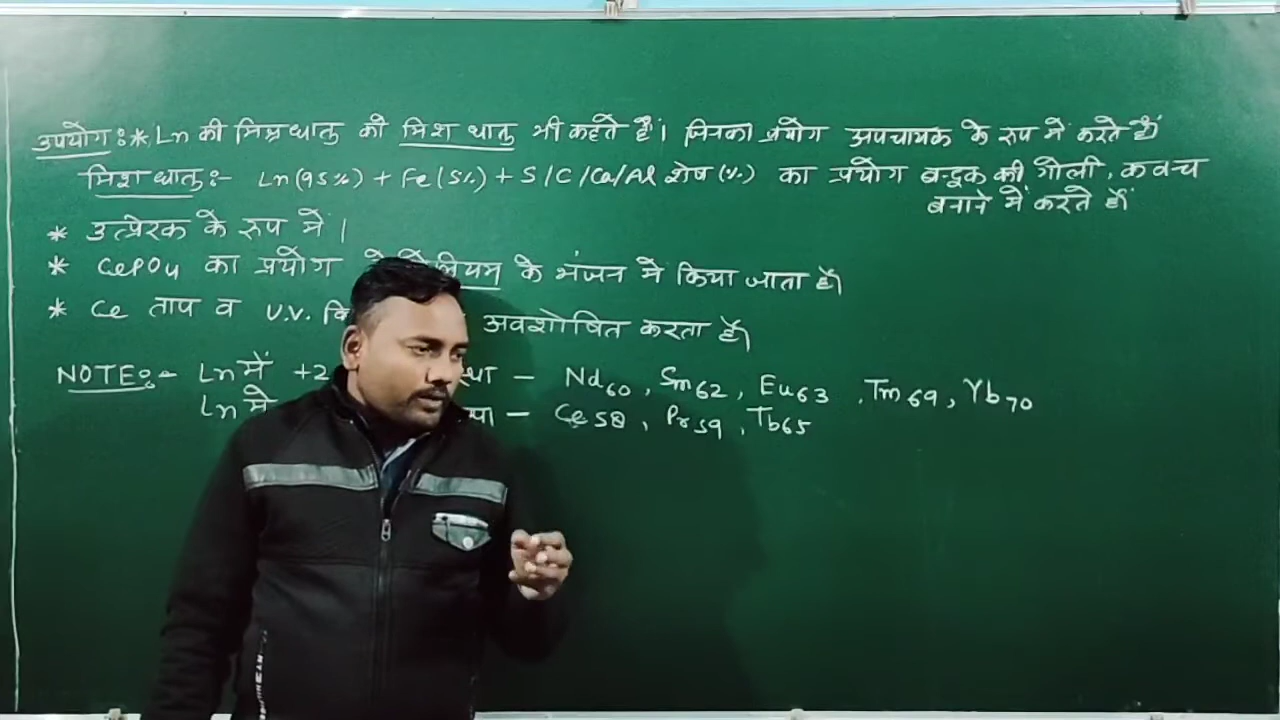 उपयोग:* Ln की मिश्रधातु को मिश धातु भी कहते हैं। जिनका प्रयोग अपचायक के रूप में करते हैं
मिश धातु:- Ln(95%) + Fe(5%) + S/C/Ca/Al शेष(%) का प्रयोग बन्दूक की गोली, कवच
बनाने में करते हैं
* उत्प्रेरक के रूप में।
* CePO4 का प्रयोग के भंजन में किया जाता है।
* Ce ताप व U.V. अवशोषित करता है।
NOTE:- Ln में +2 – Nd60, Sm62, Eu63, Tm69, Yb70
Ln में – Ce58, Pr59, Tb65